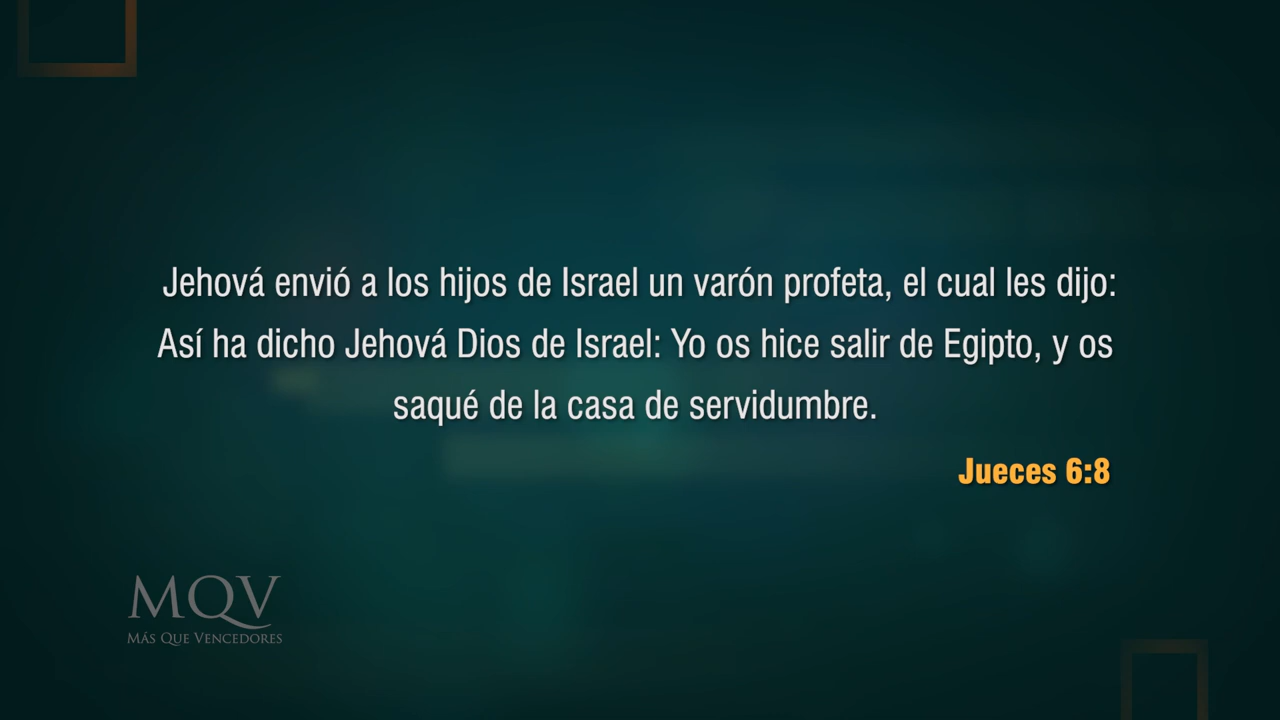 Jehová envió a los hijos de Israel un varón profeta, el cual les dijo:
Así ha dicho Jehová Dios de Israel: Yo os hice salir de Egipto, y os
saqué de la casa de servidumbre.
Jueces 6:8
MQV
MÁS QUE VENCEDORES